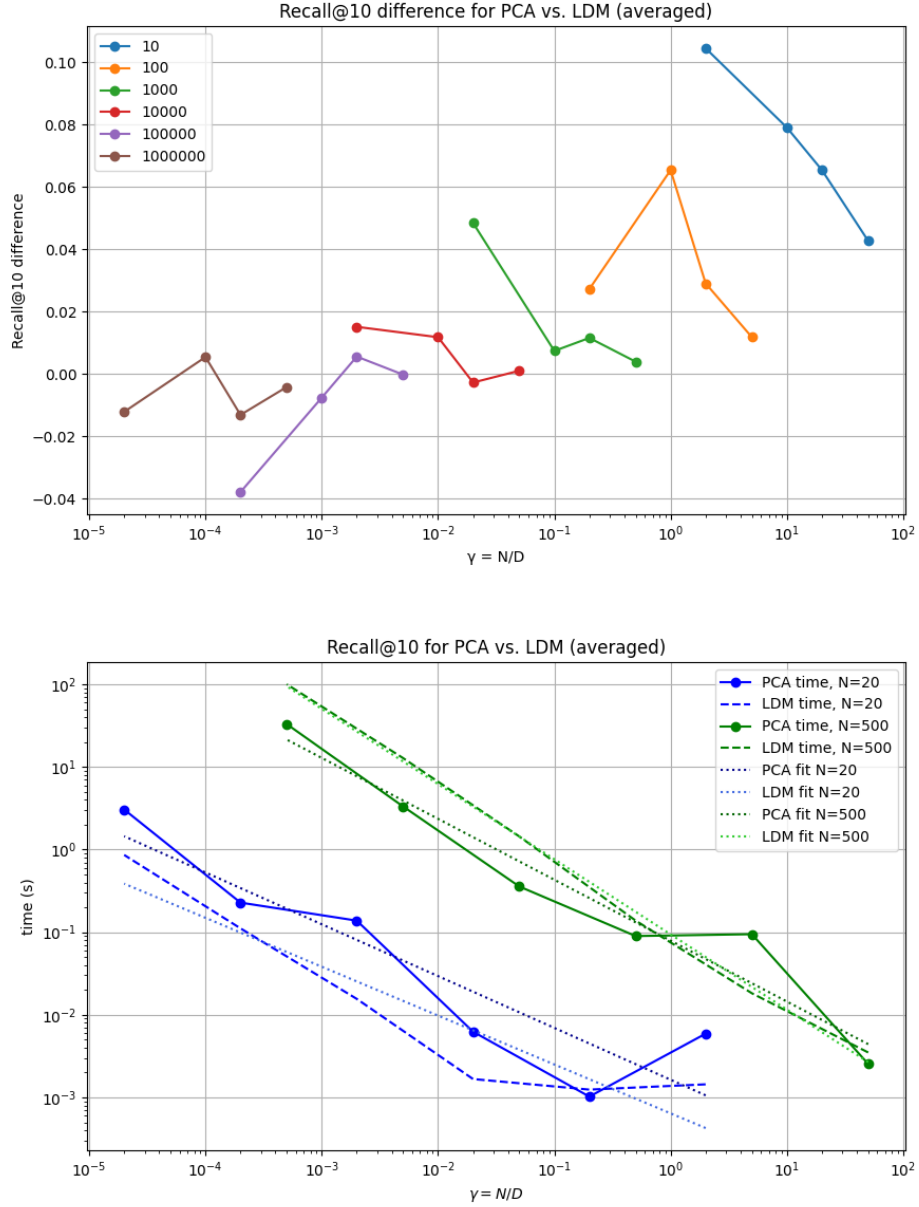 Recall@10 difference for PCA vs. LDM (averaged)
10
100
1000
10000
100000
1000000
Recall@10 difference
0.10
0.08
0.06
0.04
0.02
0.00
−0.02
−0.04
10⁻⁵
10⁻⁴
10⁻³
10⁻²
10⁻¹
10⁰
10¹
10²
γ = N/D
Recall@10 for PCA vs. LDM (averaged)
PCA time, N=20
LDM time, N=20
PCA time, N=500
LDM time, N=500
PCA fit N=20
LDM fit N=20
PCA fit N=500
LDM fit N=500
time (s)
10²
10¹
10⁰
10⁻¹
10⁻²
10⁻³
10⁻⁵
10⁻⁴
10⁻³
10⁻²
10⁻¹
10⁰
10¹
10²
γ = N/D